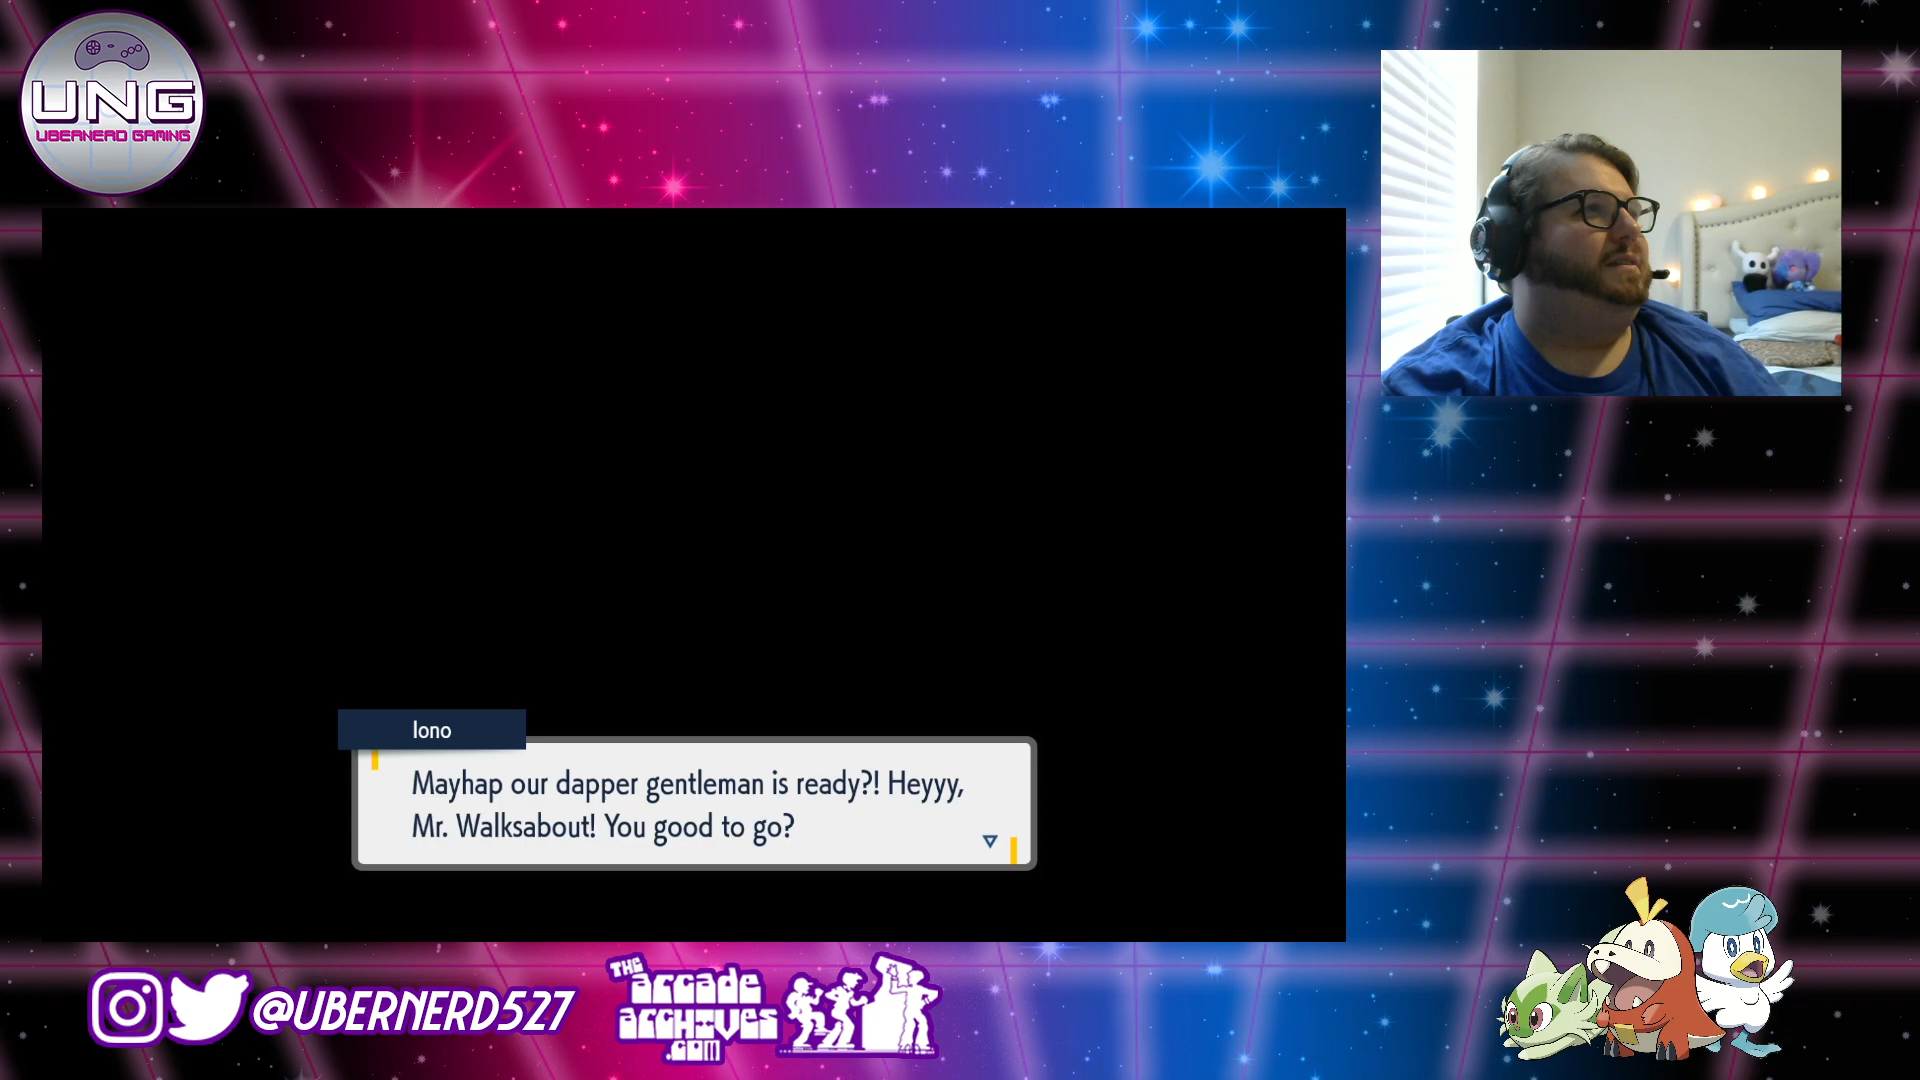 UNG
UBERNERD GAMING
Iono
Mayhap our dapper gentleman is ready?! Heyyy,
Mr. Walksabout! You good to go?
@UBERNERD527
THE
ARCADE
ARCHIVES
.COM